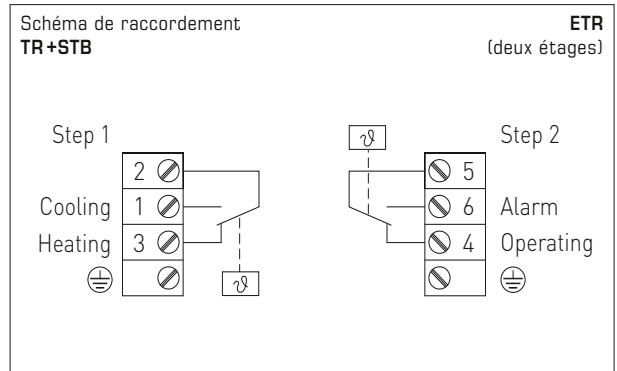 Schéma de raccordement
TR+STB
ETR
(deux étages)
Step 1
2
Cooling 1
Heating 3
ϑ
ϑ
Step 2
5
6 Alarm
4 Operating